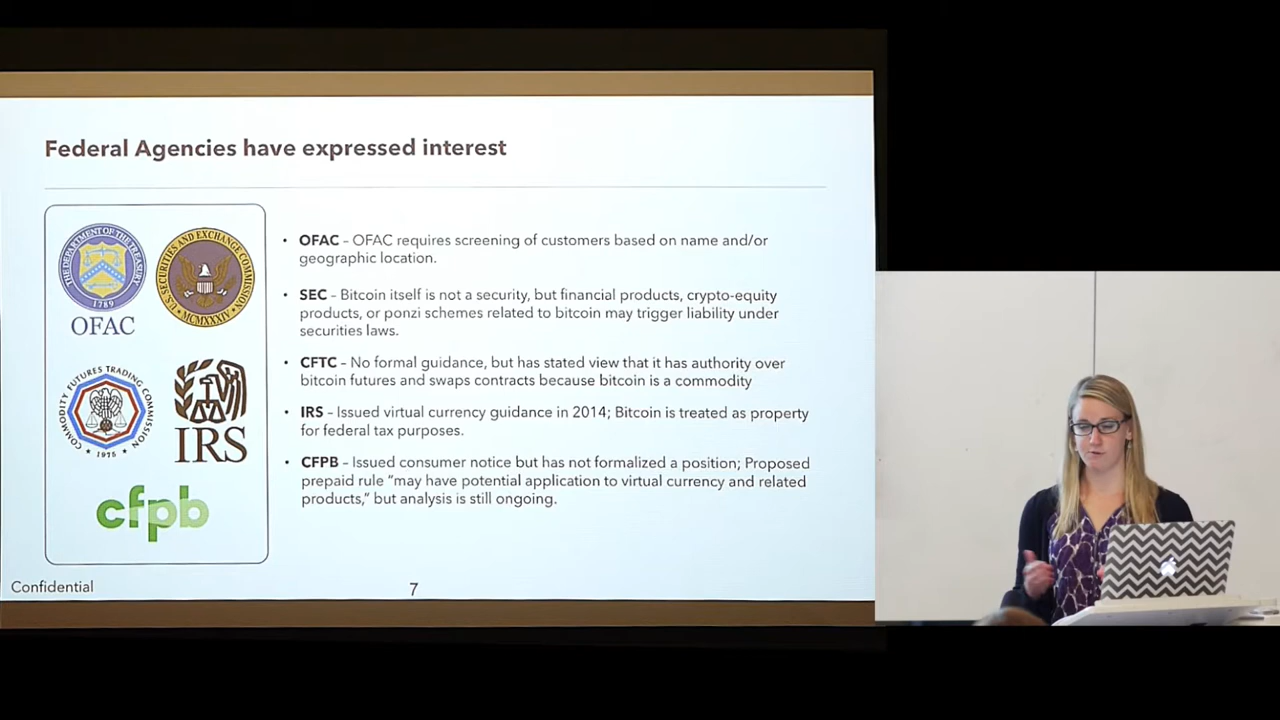 Federal Agencies have expressed interest
THE DEPARTMENT OF THE TREASURY
1789
OFAC
U.S. SECURITIES AND EXCHANGE COMMISSION
MCMXXXIV
COMMODITY FUTURES TRADING COMMISSION
1975
IRS
cfpb
• OFAC – OFAC requires screening of customers based on name and/or
geographic location.
• SEC – Bitcoin itself is not a security, but financial products, crypto-equity
products, or ponzi schemes related to bitcoin may trigger liability under
securities laws.
• CFTC – No formal guidance, but has stated view that it has authority over
bitcoin futures and swaps contracts because bitcoin is a commodity
• IRS – Issued virtual currency guidance in 2014; Bitcoin is treated as property
for federal tax purposes.
• CFPB – Issued consumer notice but has not formalized a position; Proposed
prepaid rule "may have potential application to virtual currency and related
products," but analysis is still ongoing.
Confidential
7